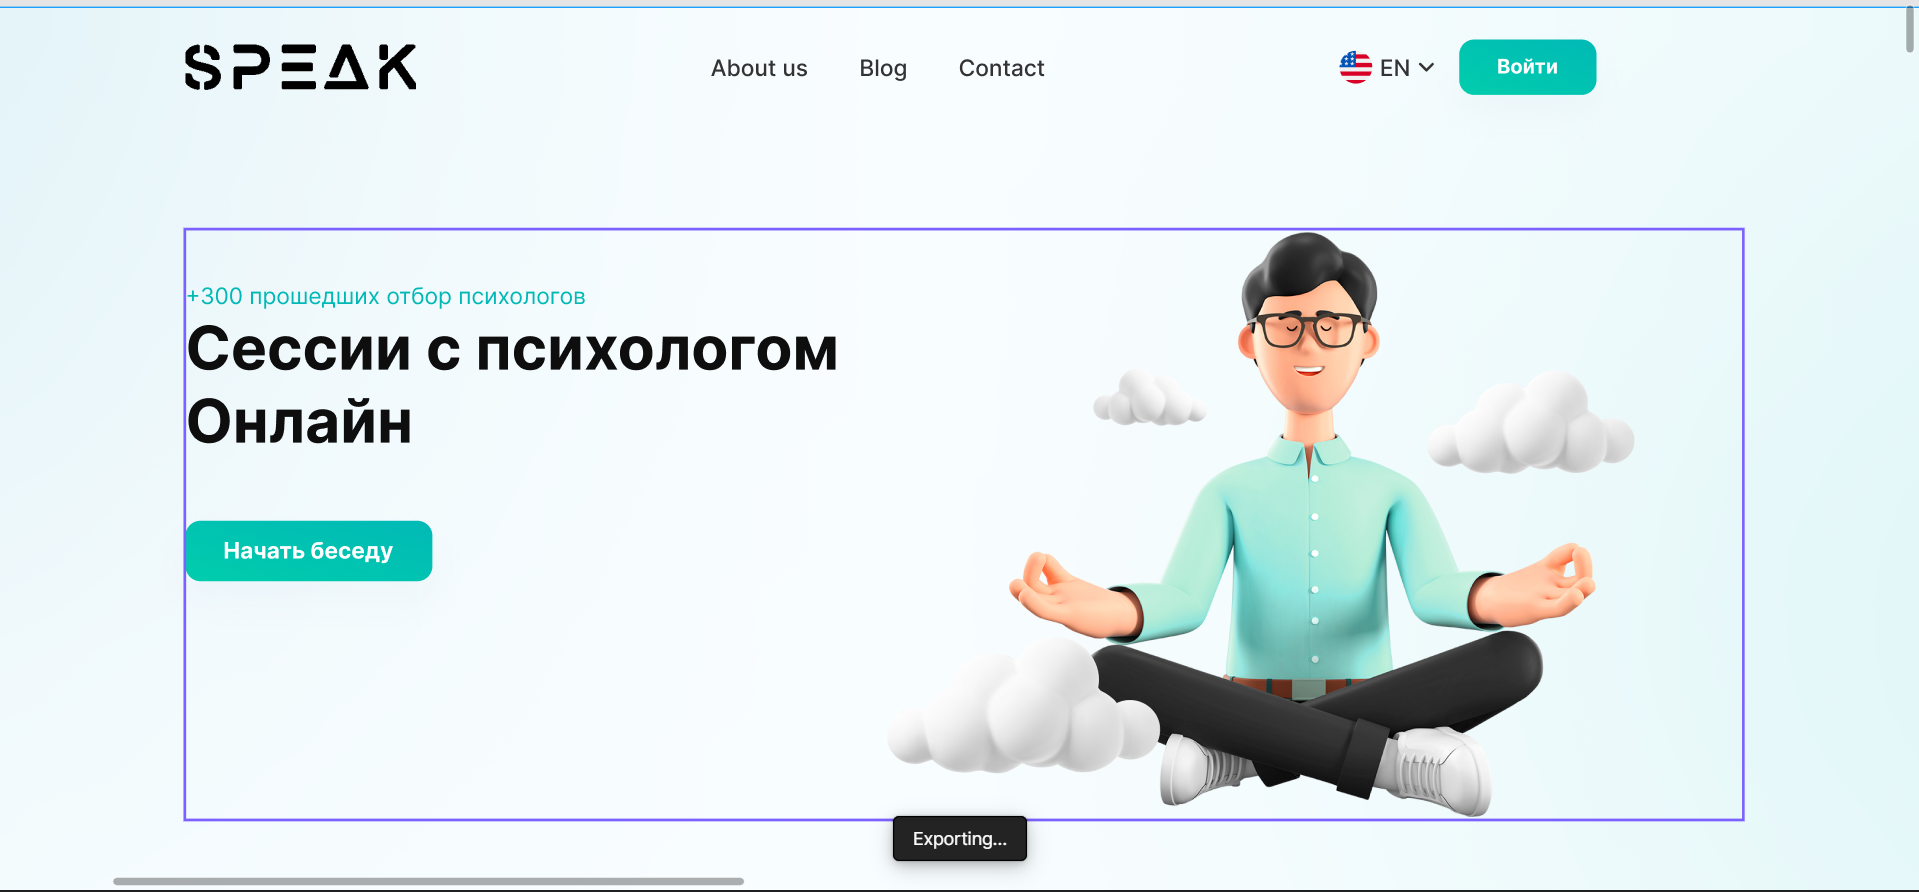 SPEAK
About us
Blog
Contact
EN
Войти
+300 прошедших отбор психологов
Сессии с психологом
Онлайн
Начать беседу
Exporting...